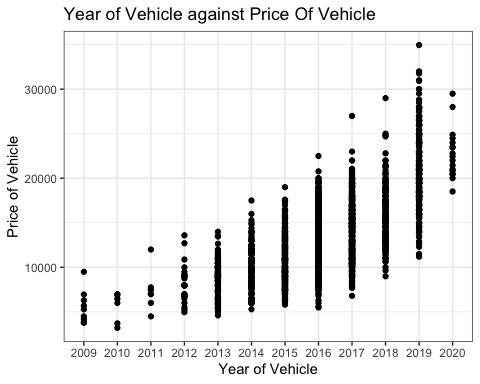 Year of Vehicle against Price Of Vehicle
30000
20000
10000
Price of Vehicle
2009 2010 2011 2012 2013 2014 2015 2016 2017 2018 2019 2020
Year of Vehicle